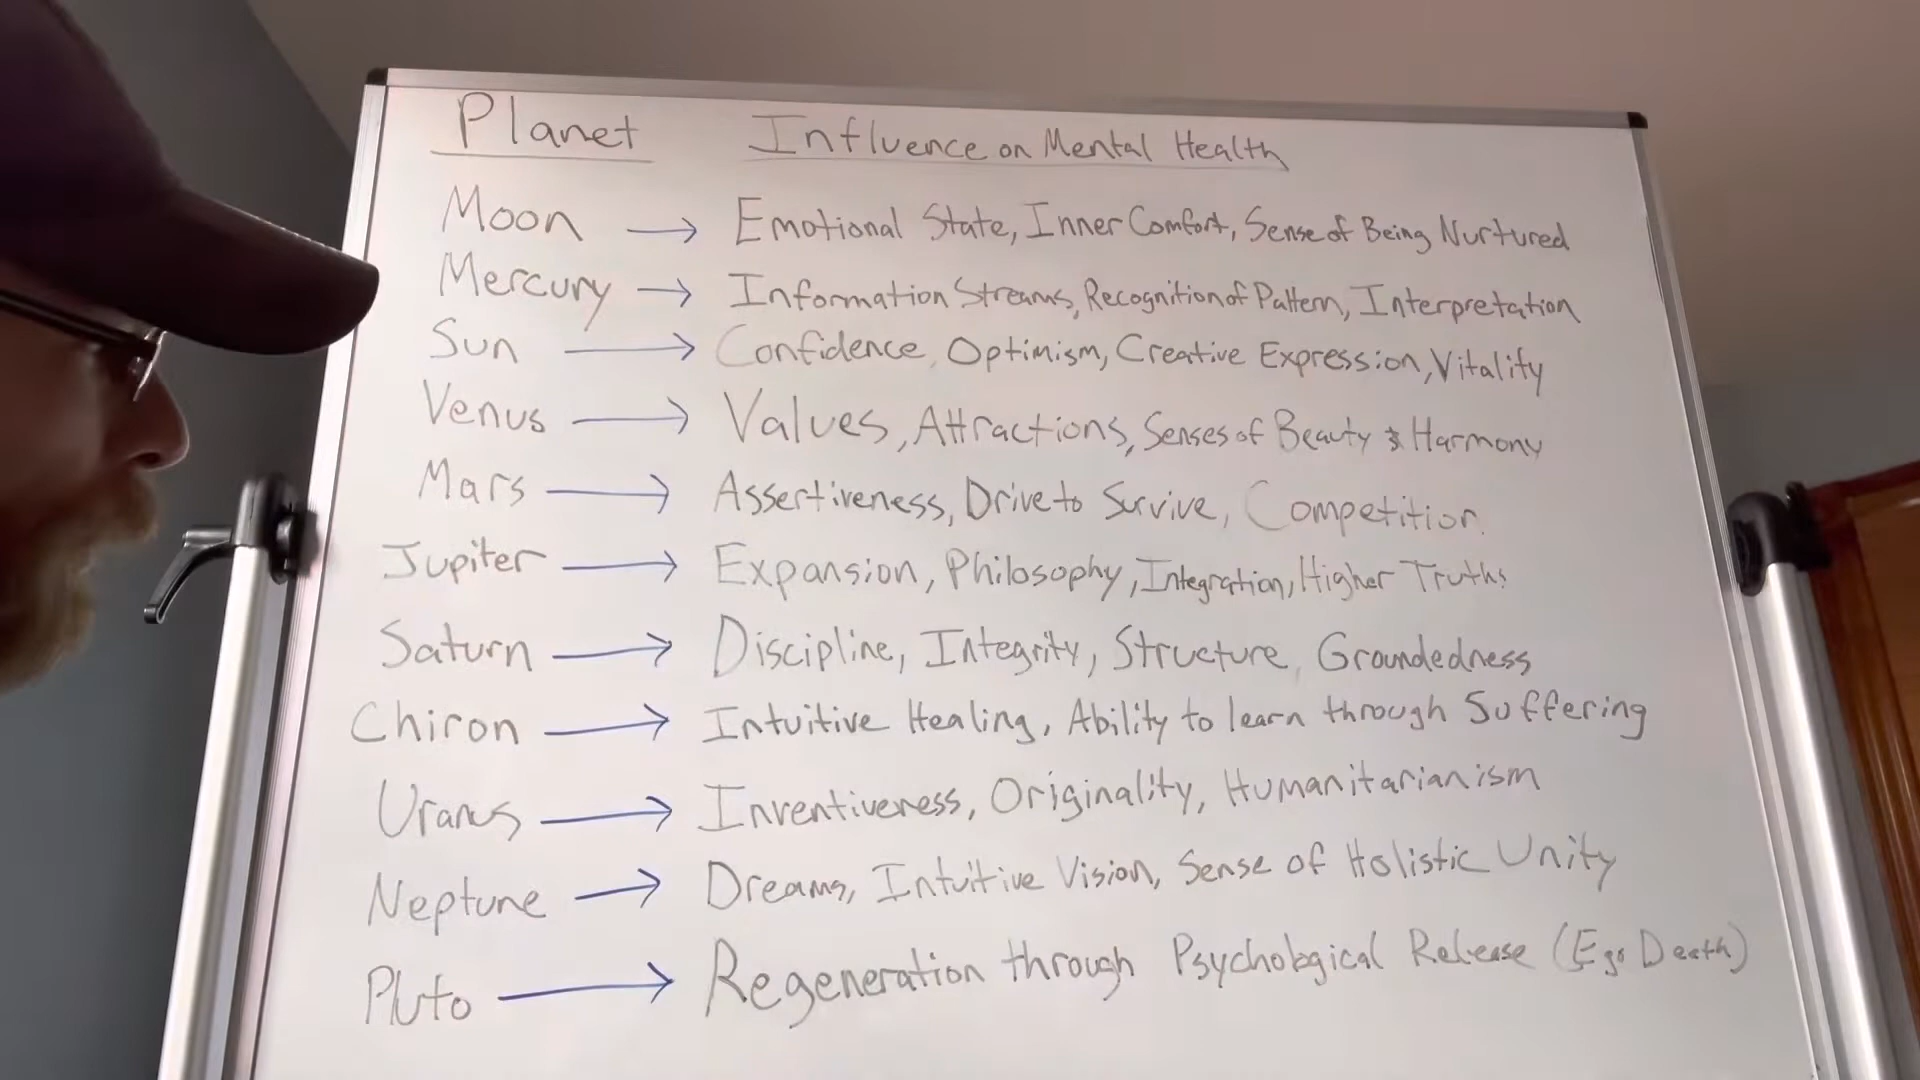 Planet Influence on Mental Health
Moon → Emotional State, Inner Comfort, Sense of Being Nurtured
Mercury → Information Streams, Recognition of Pattern, Interpretation
Sun → Confidence, Optimism, Creative Expression, Vitality
Venus → Values, Attractions, Senses of Beauty & Harmony
Mars → Assertiveness, Drive to Survive, Competition
Jupiter → Expansion, Philosophy, Integration, Higher Truths
Saturn → Discipline, Integrity, Structure, Groundedness
Chiron → Intuitive Healing, Ability to learn through Suffering
Uranus → Inventiveness, Originality, Humanitarianism
Neptune → Dreams, Intuitive Vision, Sense of Holistic Unity
Pluto → Regeneration through Psychological Release (Ego Death)